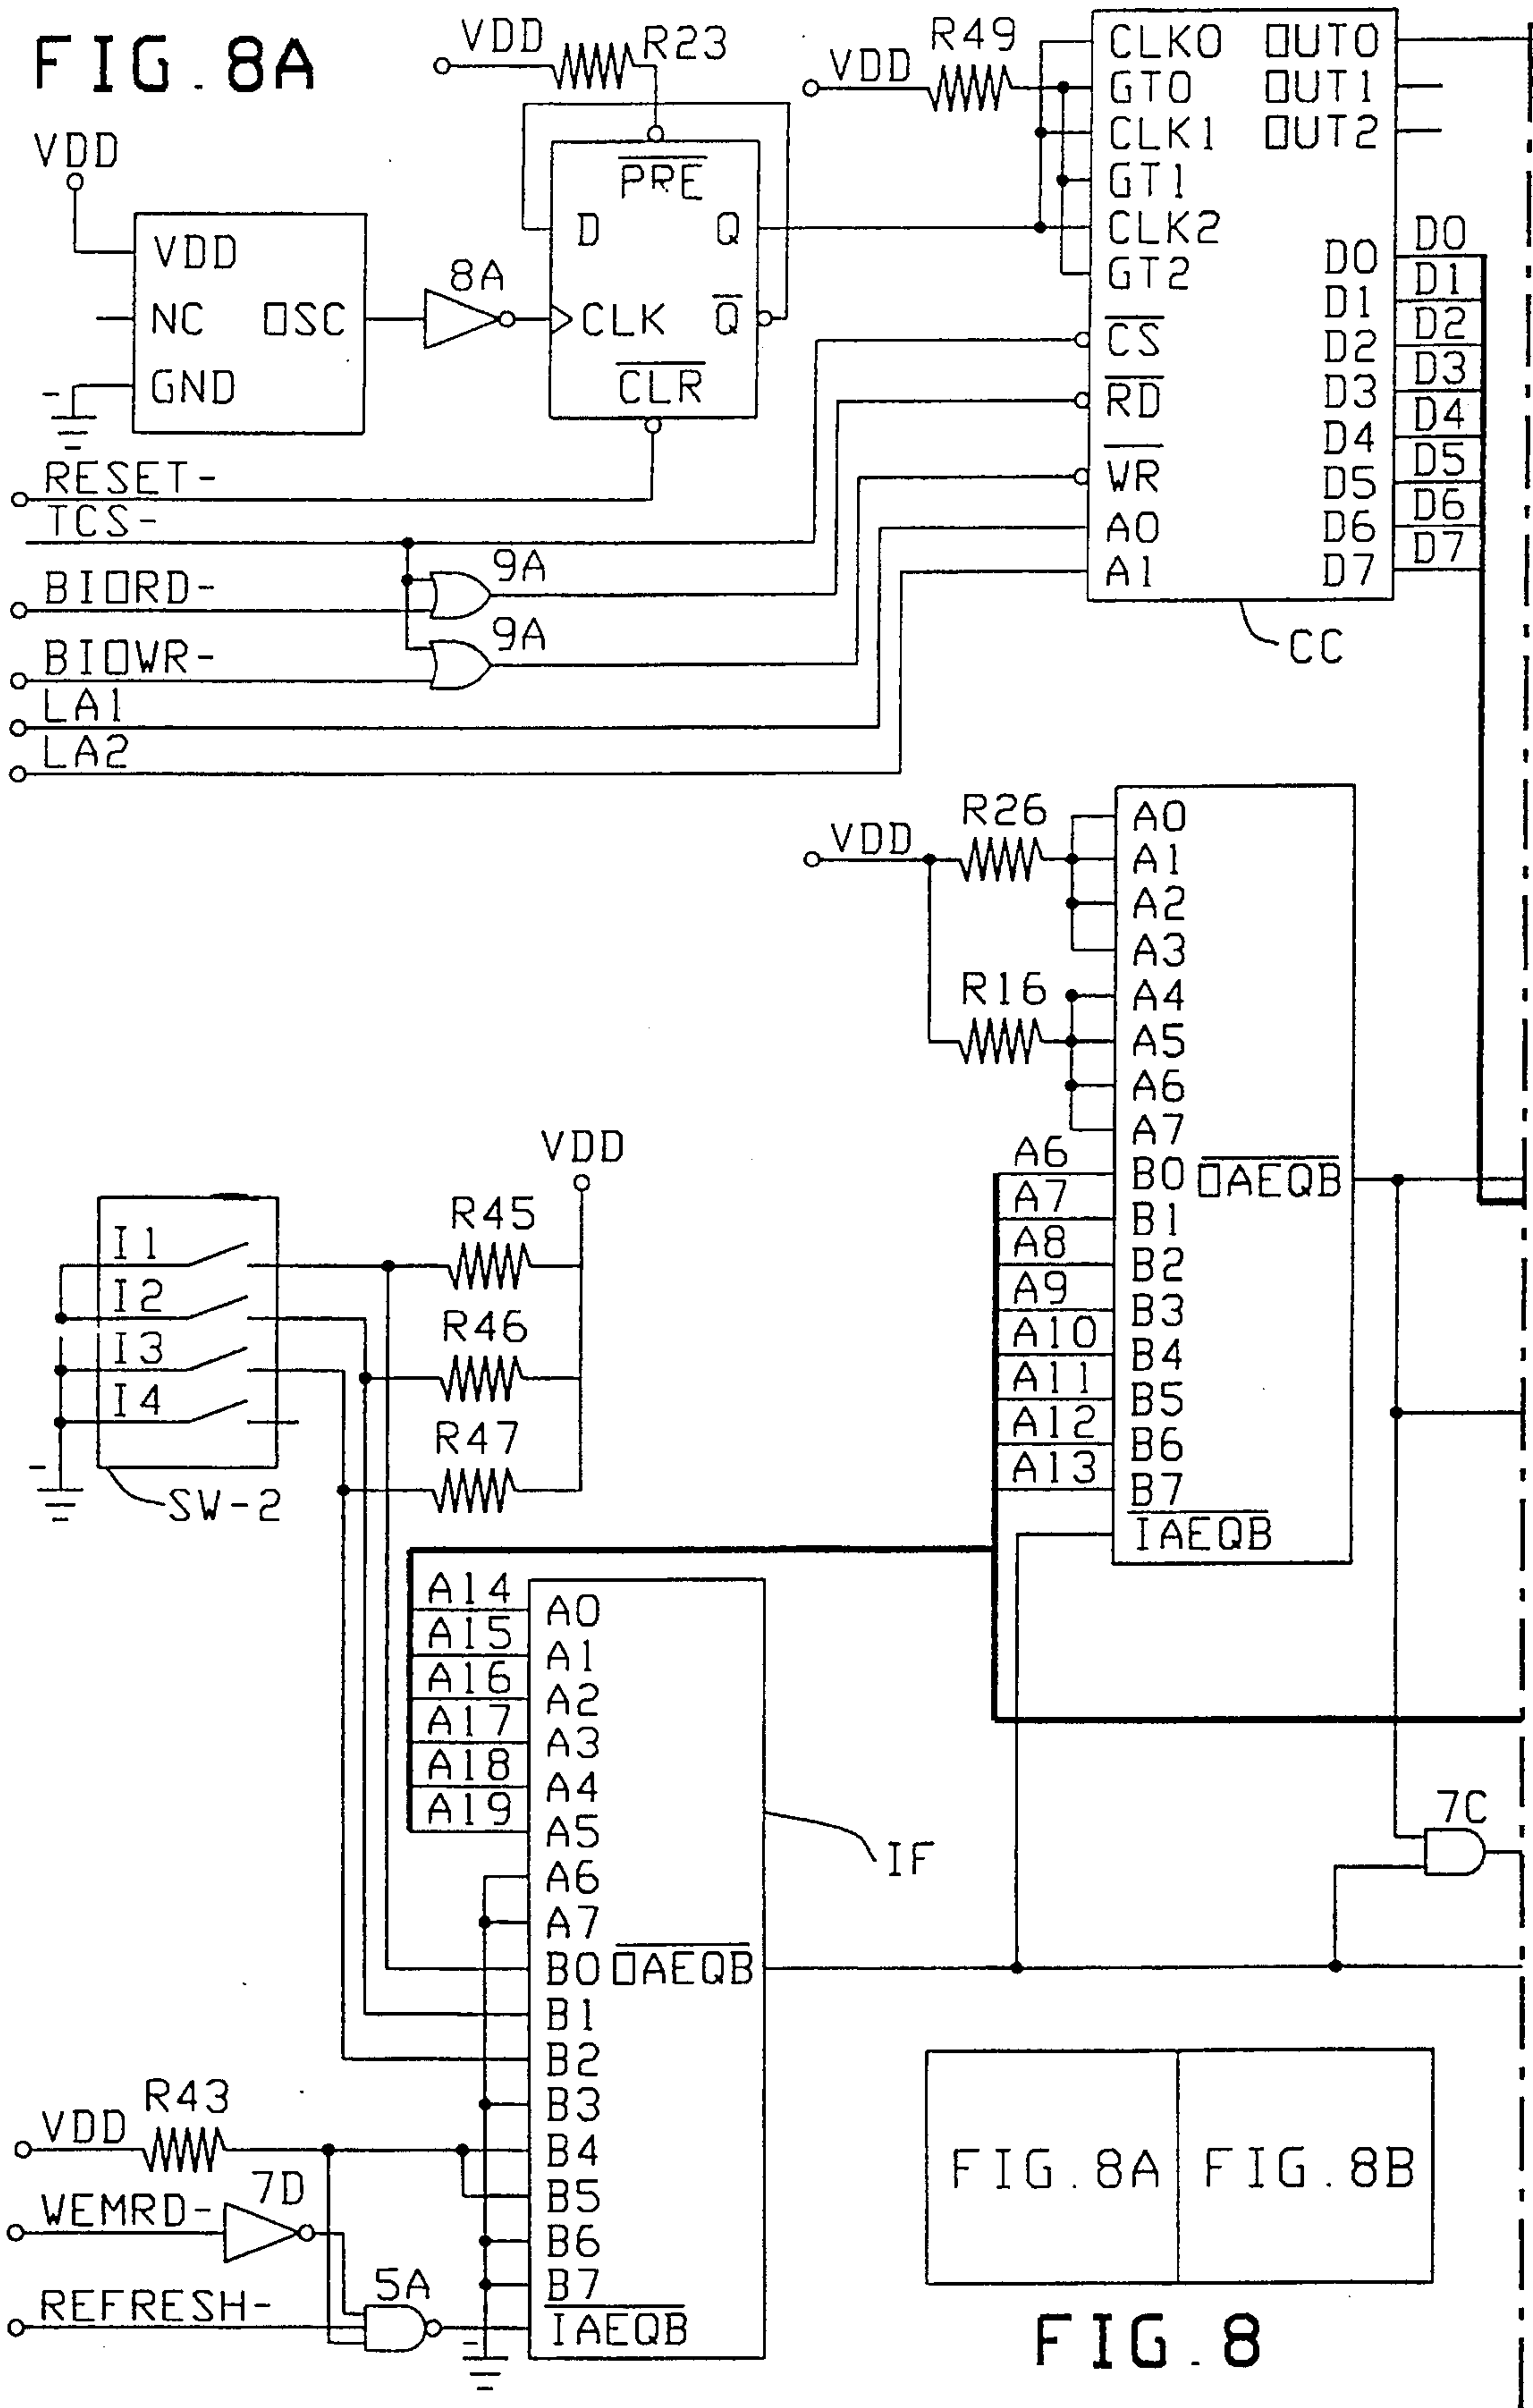 FIG. 8A
VDD
R23
VDD
R49
VDD
CLK0
OUT0
GT0
OUT1
CLK1
OUT2
GT1
CLK2
GT2
D0
D1
D2
D3
D4
D5
D6
D7
D0
D1
D2
D3
D4
D5
D6
D7
CS
RD
WR
A0
A1
CC
VDD
NC
OSC
GND
8A
PRE
D
Q
CLK
Q
CLR
RESET-
TCS-
BIORD-
9A
BIOWR-
9A
LA1
LA2
VDD
R26
R16
A0
A1
A2
A3
A4
A5
A6
A7
A6
A7
A8
A9
A10
A11
A12
A13
B0
OAEQB
B1
B2
B3
B4
B5
B6
B7
IAEQB
VDD
R45
R46
R47
I1
I2
I3
I4
SW-2
A14
A15
A16
A17
A18
A19
A0
A1
A2
A3
A4
A5
A6
A7
B0
OAEQB
B1
B2
B3
B4
B5
B6
B7
IAEQB
IF
7C
VDD
R43
WEMRD-
7D
REFRESH-
5A
FIG. 8A
FIG. 8B
FIG. 8